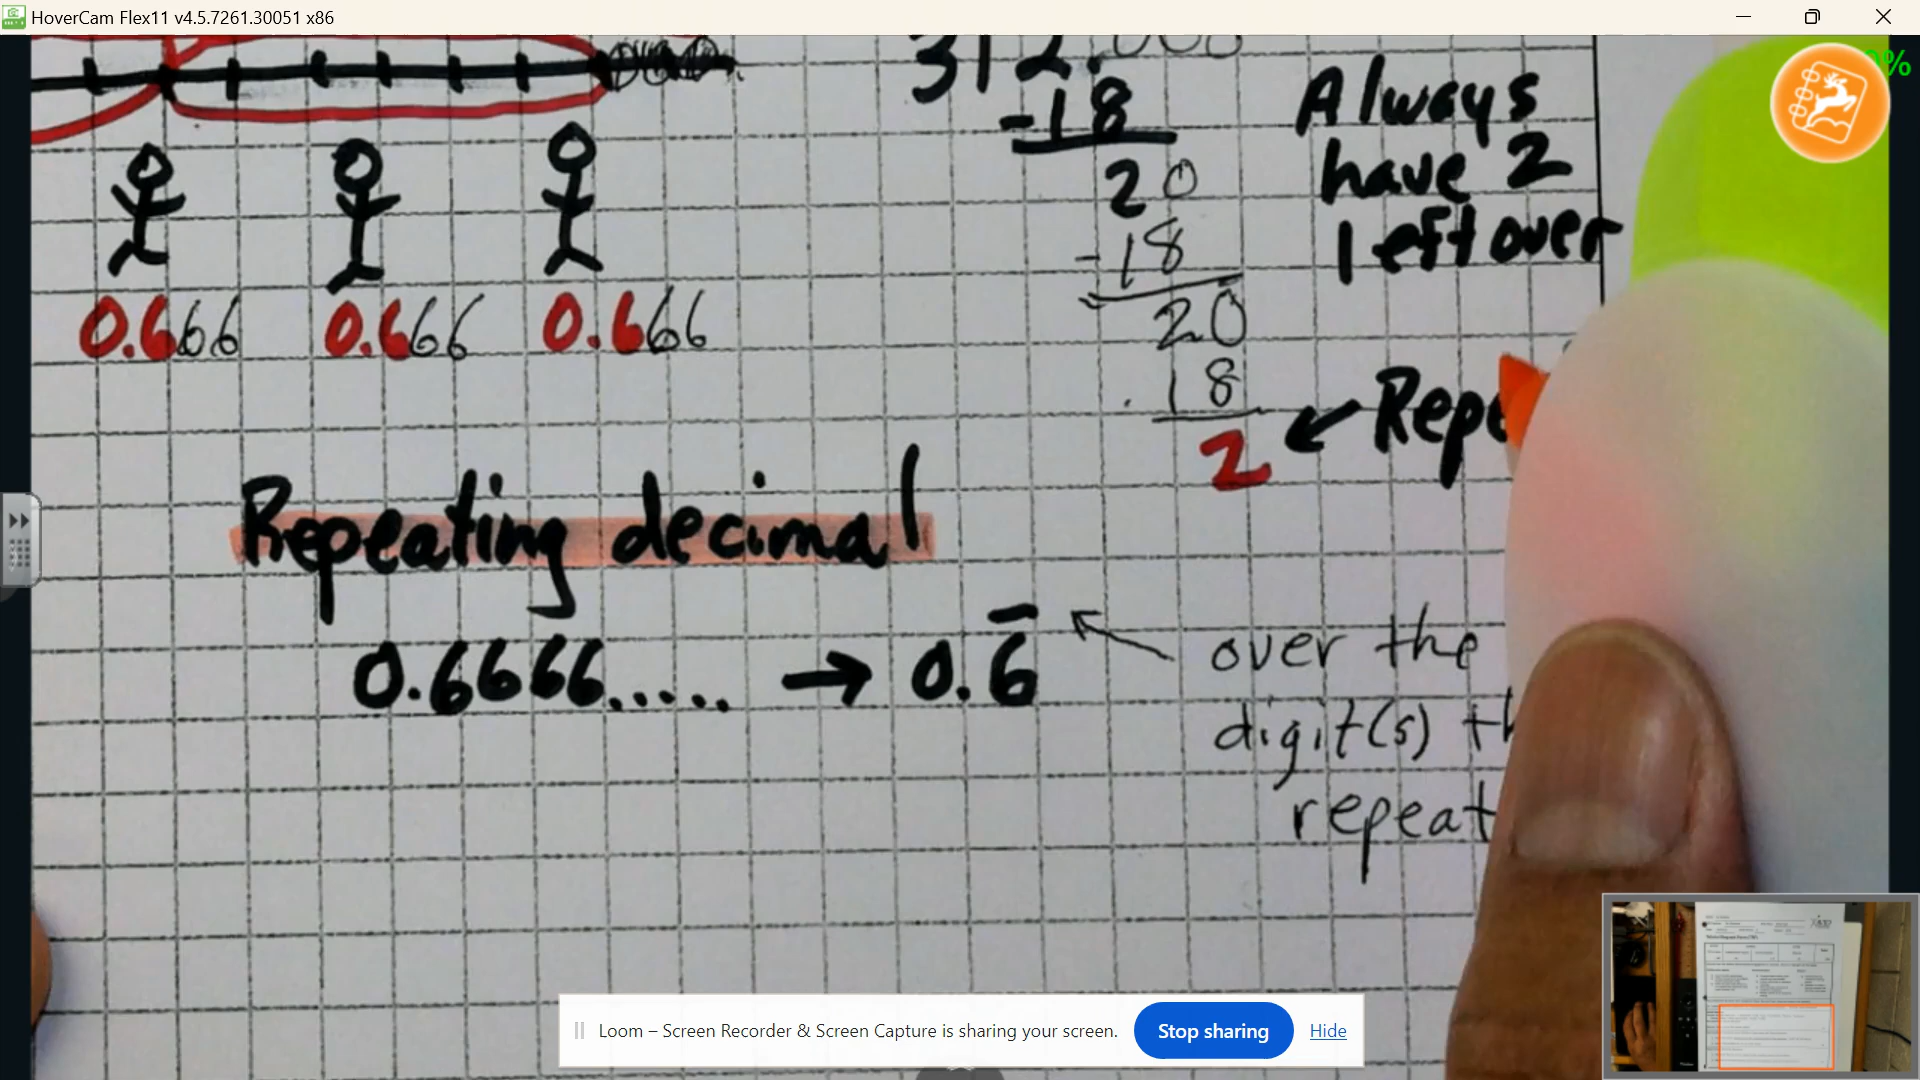 HoverCam Flex11 v4.5.7261.30051 x86
%
312.000
-18
20
-18
20
18
2
Always
have 2
leftover
← Repe
0.666 0.666 0.666
Repeating decimal
0.6666..... → 0.6̅
over the
digit(s) th
repeat
Loom – Screen Recorder & Screen Capture is sharing your screen. Stop sharing Hide